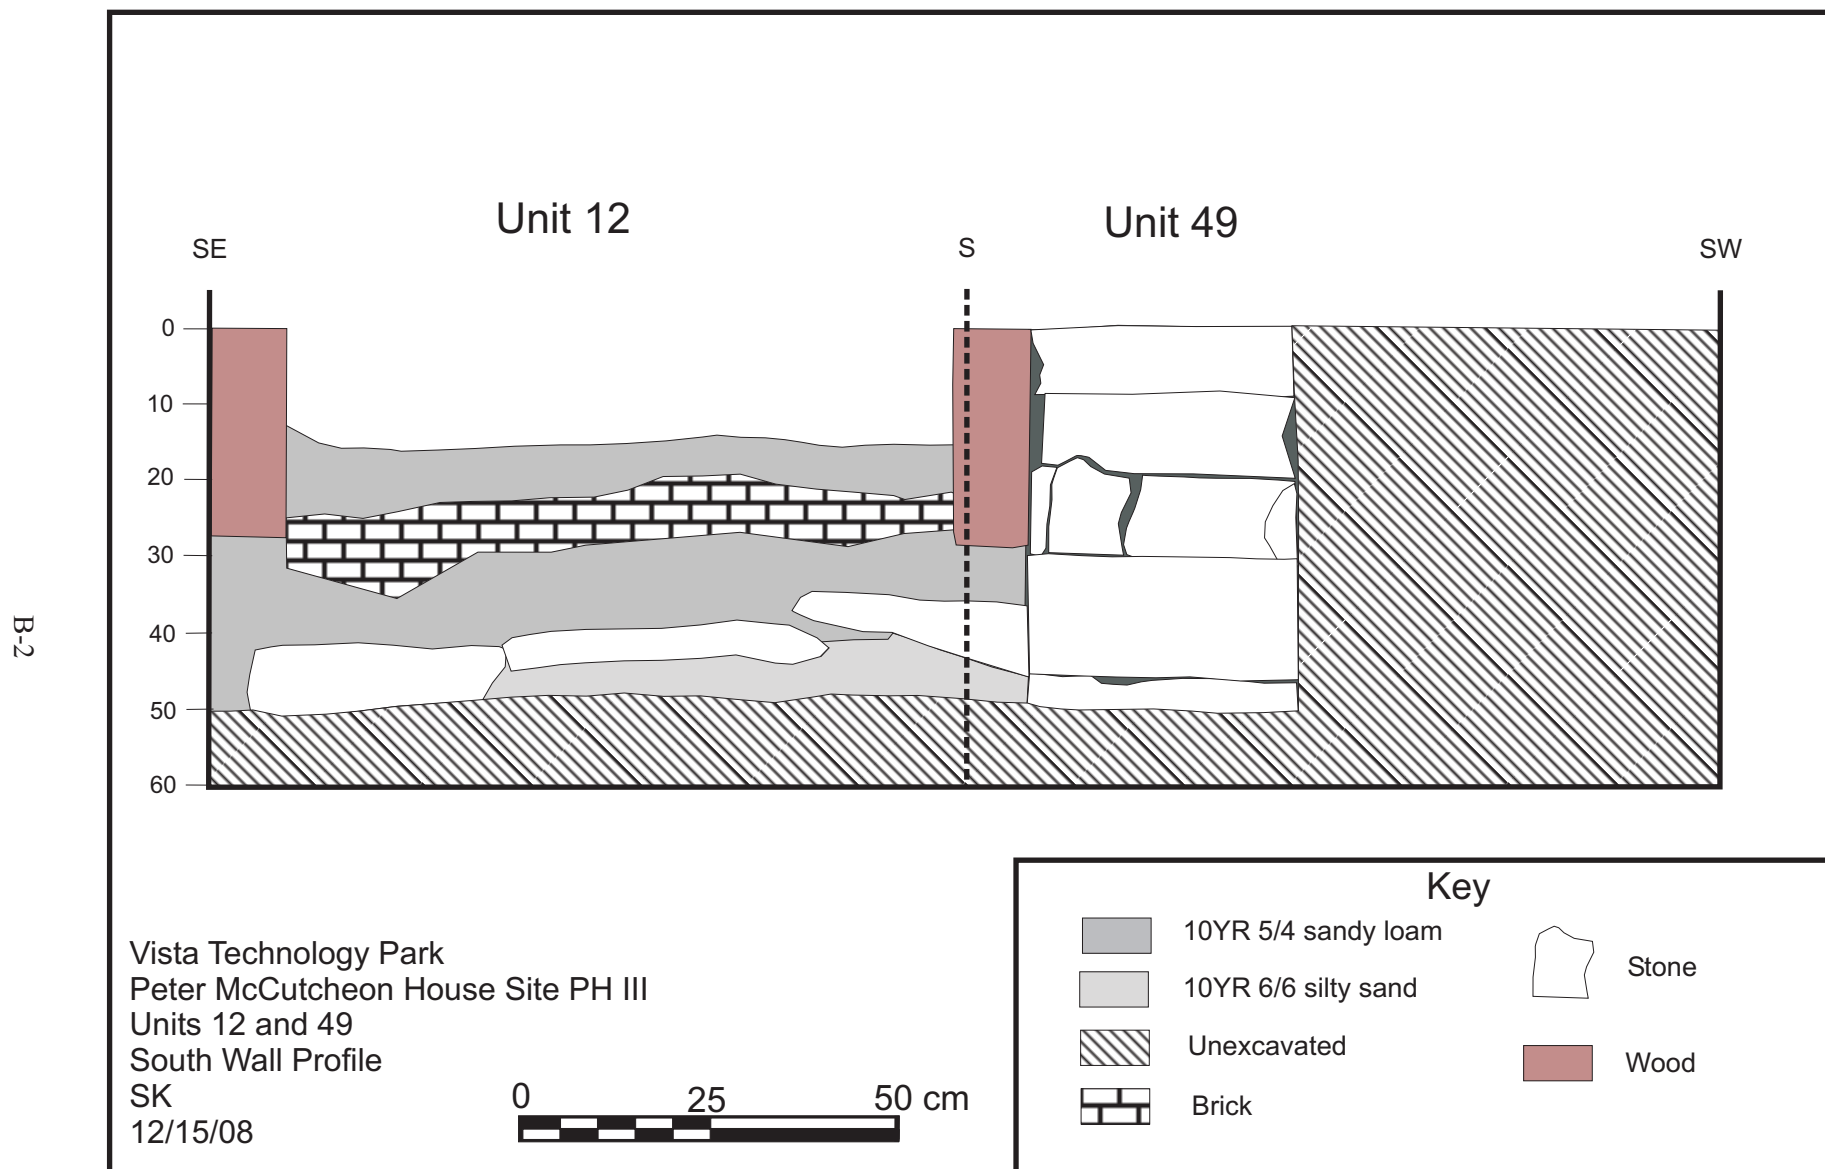 Unit 12
Unit 49
SE
S
SW
0
10
20
30
40
50
60
B-2
Key
10YR 5/4 sandy loam
10YR 6/6 silty sand
Unexcavated
Brick
Stone
Wood
Vista Technology Park
Peter McCutcheon House Site PH III
Units 12 and 49
South Wall Profile
SK
12/15/08
0 25 50 cm